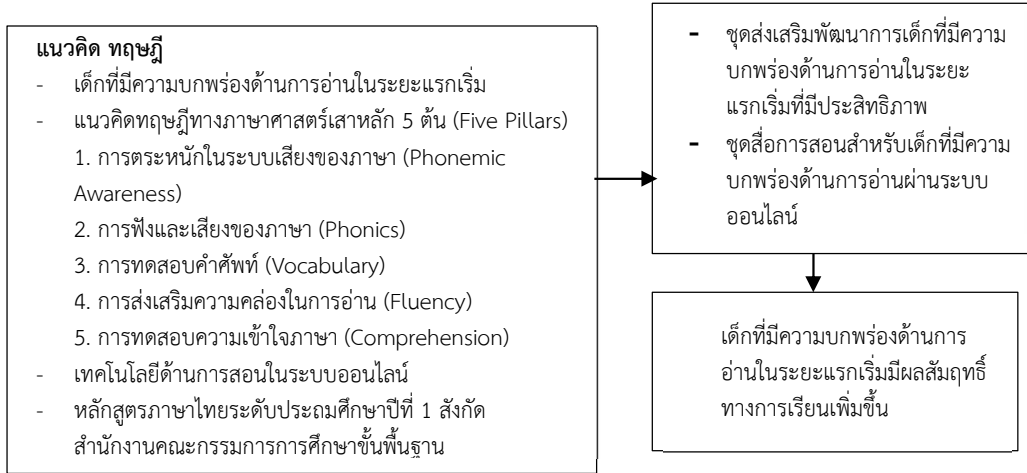 แนวคิด ทฤษฎี
- เด็กที่มีความบกพร่องด้านการอ่านในระยะแรกเริ่ม
- แนวคิดทฤษฎีทางภาษาศาสตร์เสาหลัก 5 ต้น (Five Pillars)
1. การตระหนักในระบบเสียงของภาษา (Phonemic
Awareness)
2. การฟังและเสียงของภาษา (Phonics)
3. การทดสอบคำศัพท์ (Vocabulary)
4. การส่งเสริมความคล่องในการอ่าน (Fluency)
5. การทดสอบความเข้าใจภาษา (Comprehension)
- เทคโนโลยีด้านการสอนในระบบออนไลน์
- หลักสูตรภาษาไทยระดับประถมศึกษาปีที่ 1 สังกัด
สำนักงานคณะกรรมการการศึกษาขั้นพื้นฐาน
- ชุดส่งเสริมพัฒนาการเด็กที่มีความ
บกพร่องด้านการอ่านในระยะ
แรกเริ่มที่มีประสิทธิภาพ
- ชุดสื่อการสอนสำหรับเด็กที่มีความ
บกพร่องด้านการอ่านผ่านระบบ
ออนไลน์
เด็กที่มีความบกพร่องด้านการ
อ่านในระยะแรกเริ่มมีผลสัมฤทธิ์
ทางการเรียนเพิ่มขึ้น